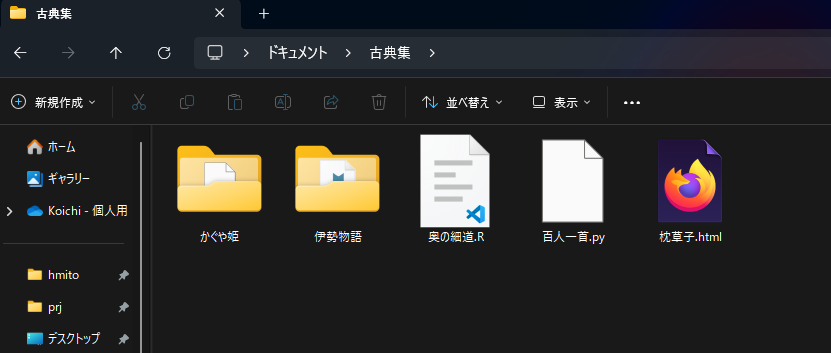 古典集
ドキュメント 古典集
新規作成 並べ替え 表示
ホーム
ギャラリー
Koichi - 個人用
hmito
prj
デスクトップ
かぐや姫 伊勢物語 奥の細道.R 百人一首.py 枕草子.html